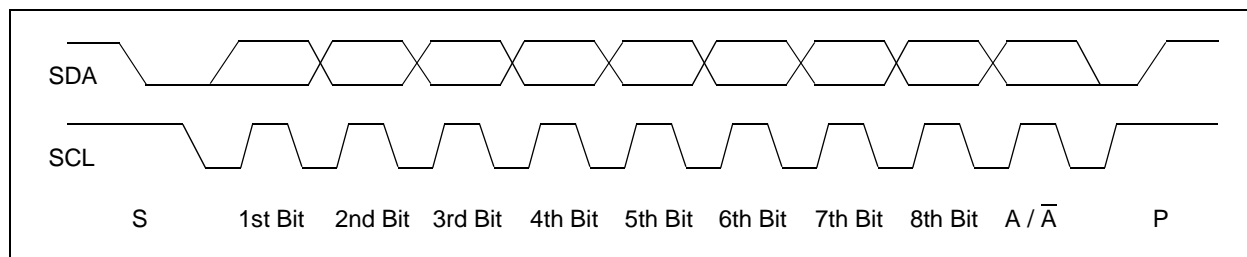 SDA
SCL
S 1st Bit 2nd Bit 3rd Bit 4th Bit 5th Bit 6th Bit 7th Bit 8th Bit A / A̅ P